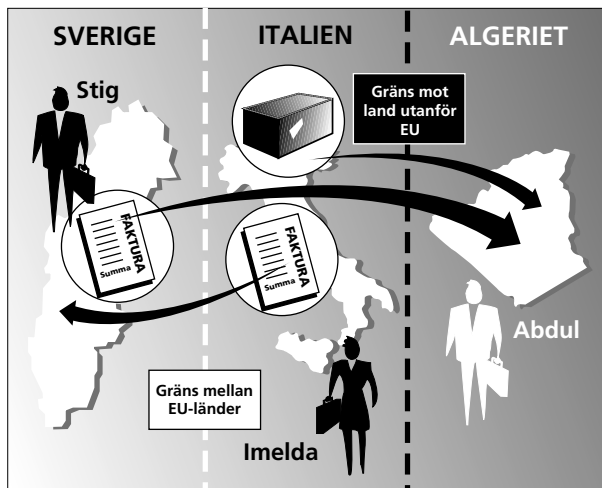 SVERIGE
ITALIEN
ALGERIET
Stig
Gräns mot
land utanför
EU
FAKTURA
Summa
FAKTURA
Summa
Abdul
Gräns mellan
EU-länder
Imelda